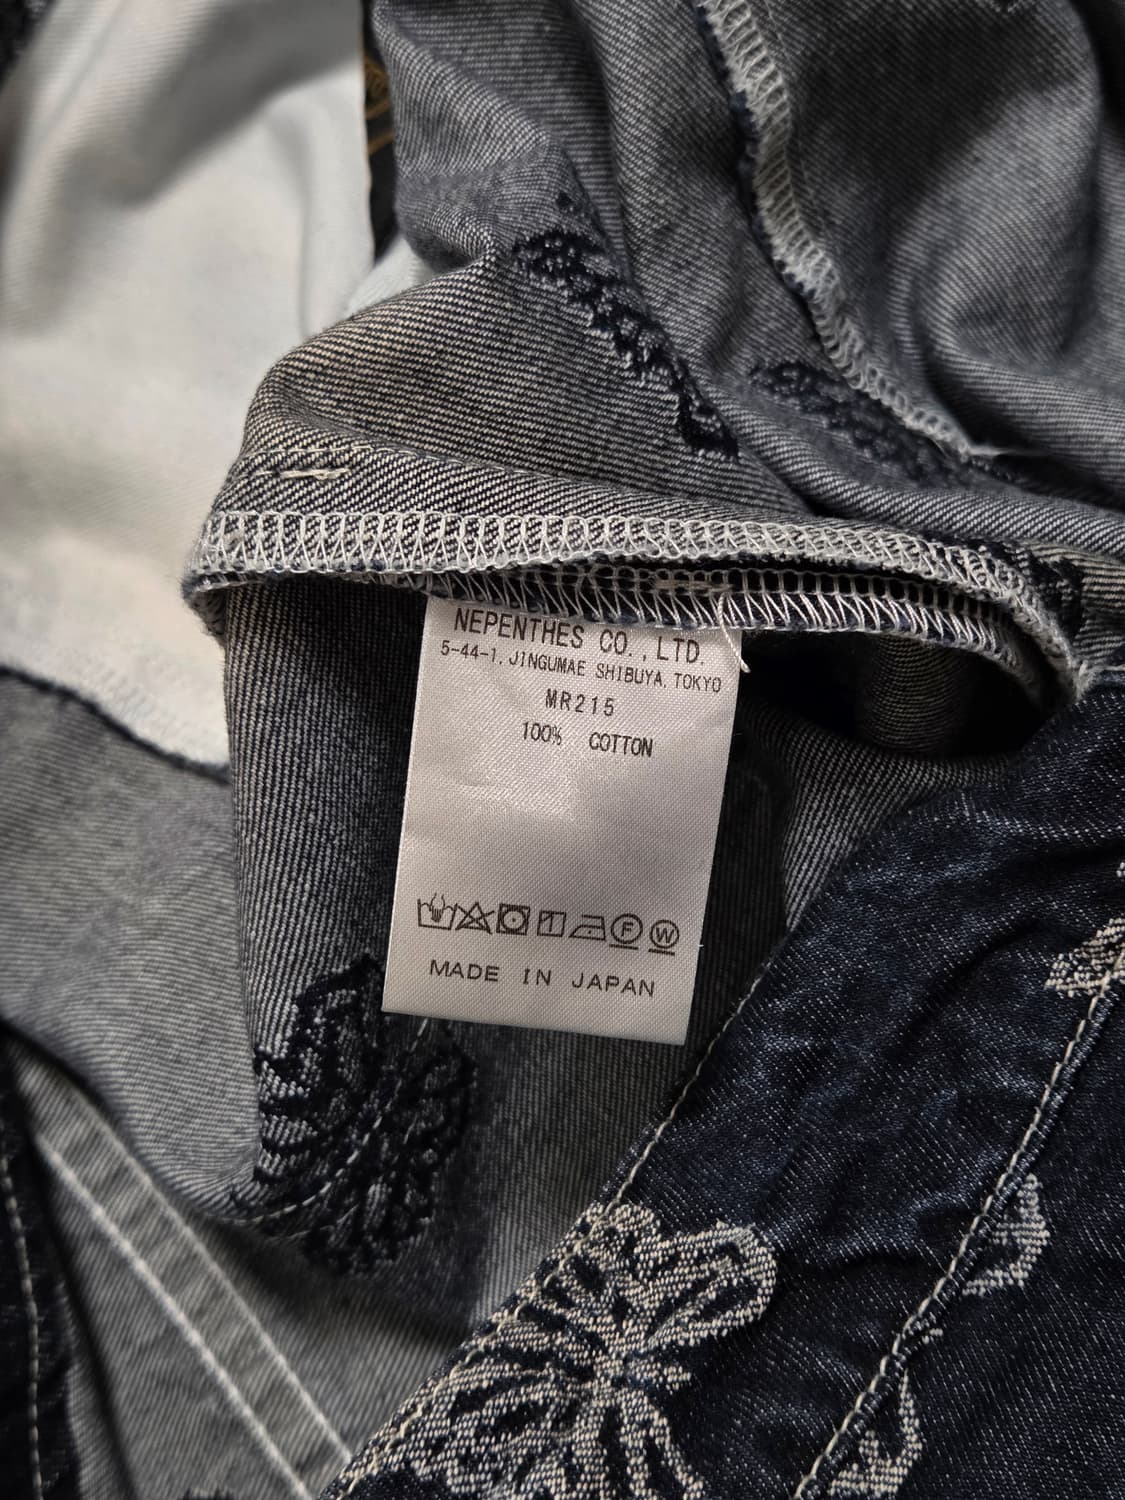 NEPENTHES CO., LTD.
5-44-1, JINGUMAE SHIBUYA, TOKYO
MR215
100% COTTON
F W
MADE IN JAPAN